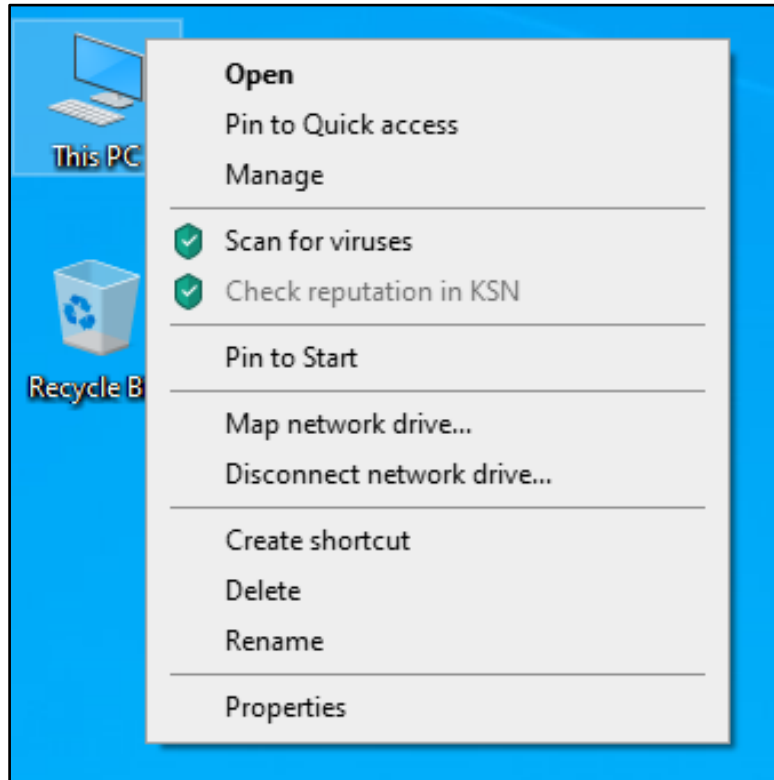 This PC
Open
Pin to Quick access
Manage
Scan for viruses
Check reputation in KSN
Pin to Start
Recycle B
Map network drive...
Disconnect network drive...
Create shortcut
Delete
Rename
Properties